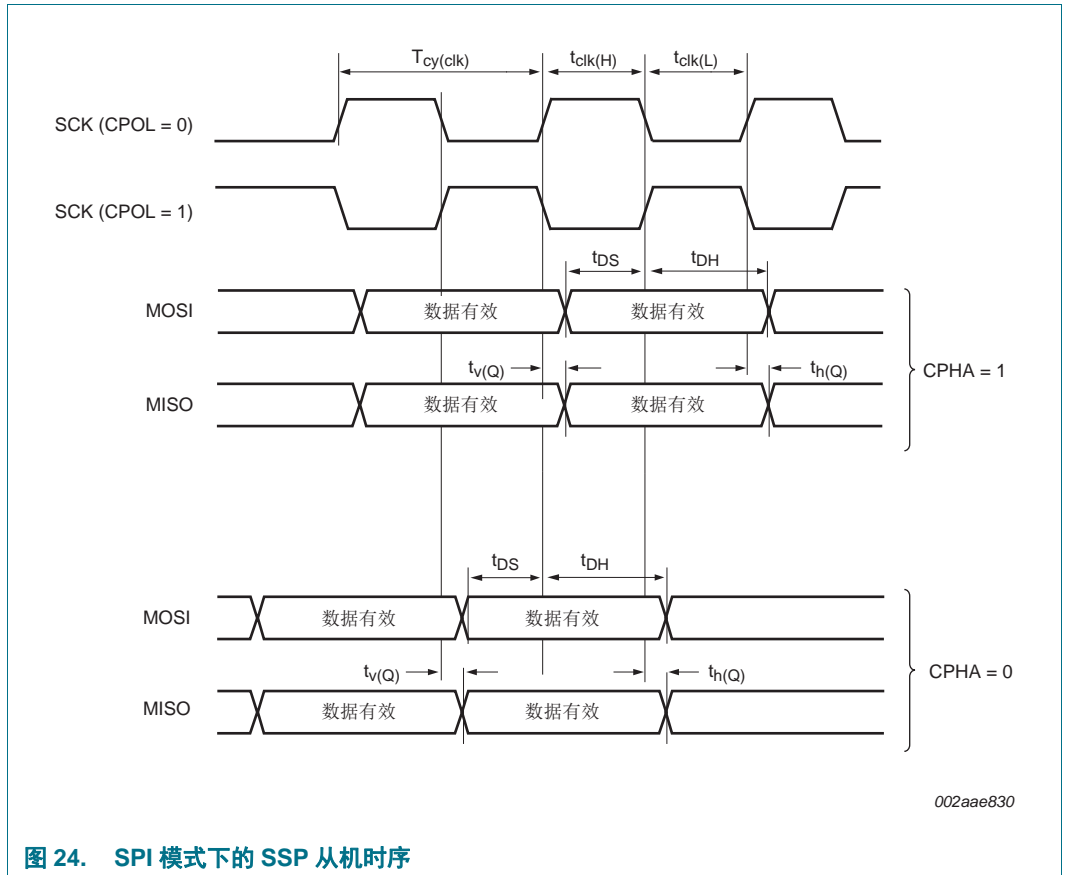 Tcy(clk) tclk(H) tclk(L)
SCK (CPOL = 0)
SCK (CPOL = 1)
tDS tDH
MOSI 数据有效 数据有效
tv(Q) th(Q)
CPHA = 1
MISO 数据有效 数据有效
tDS tDH
MOSI 数据有效 数据有效
tv(Q) th(Q)
CPHA = 0
MISO 数据有效 数据有效
002aae830
图 24. SPI 模式下的 SSP 从机时序